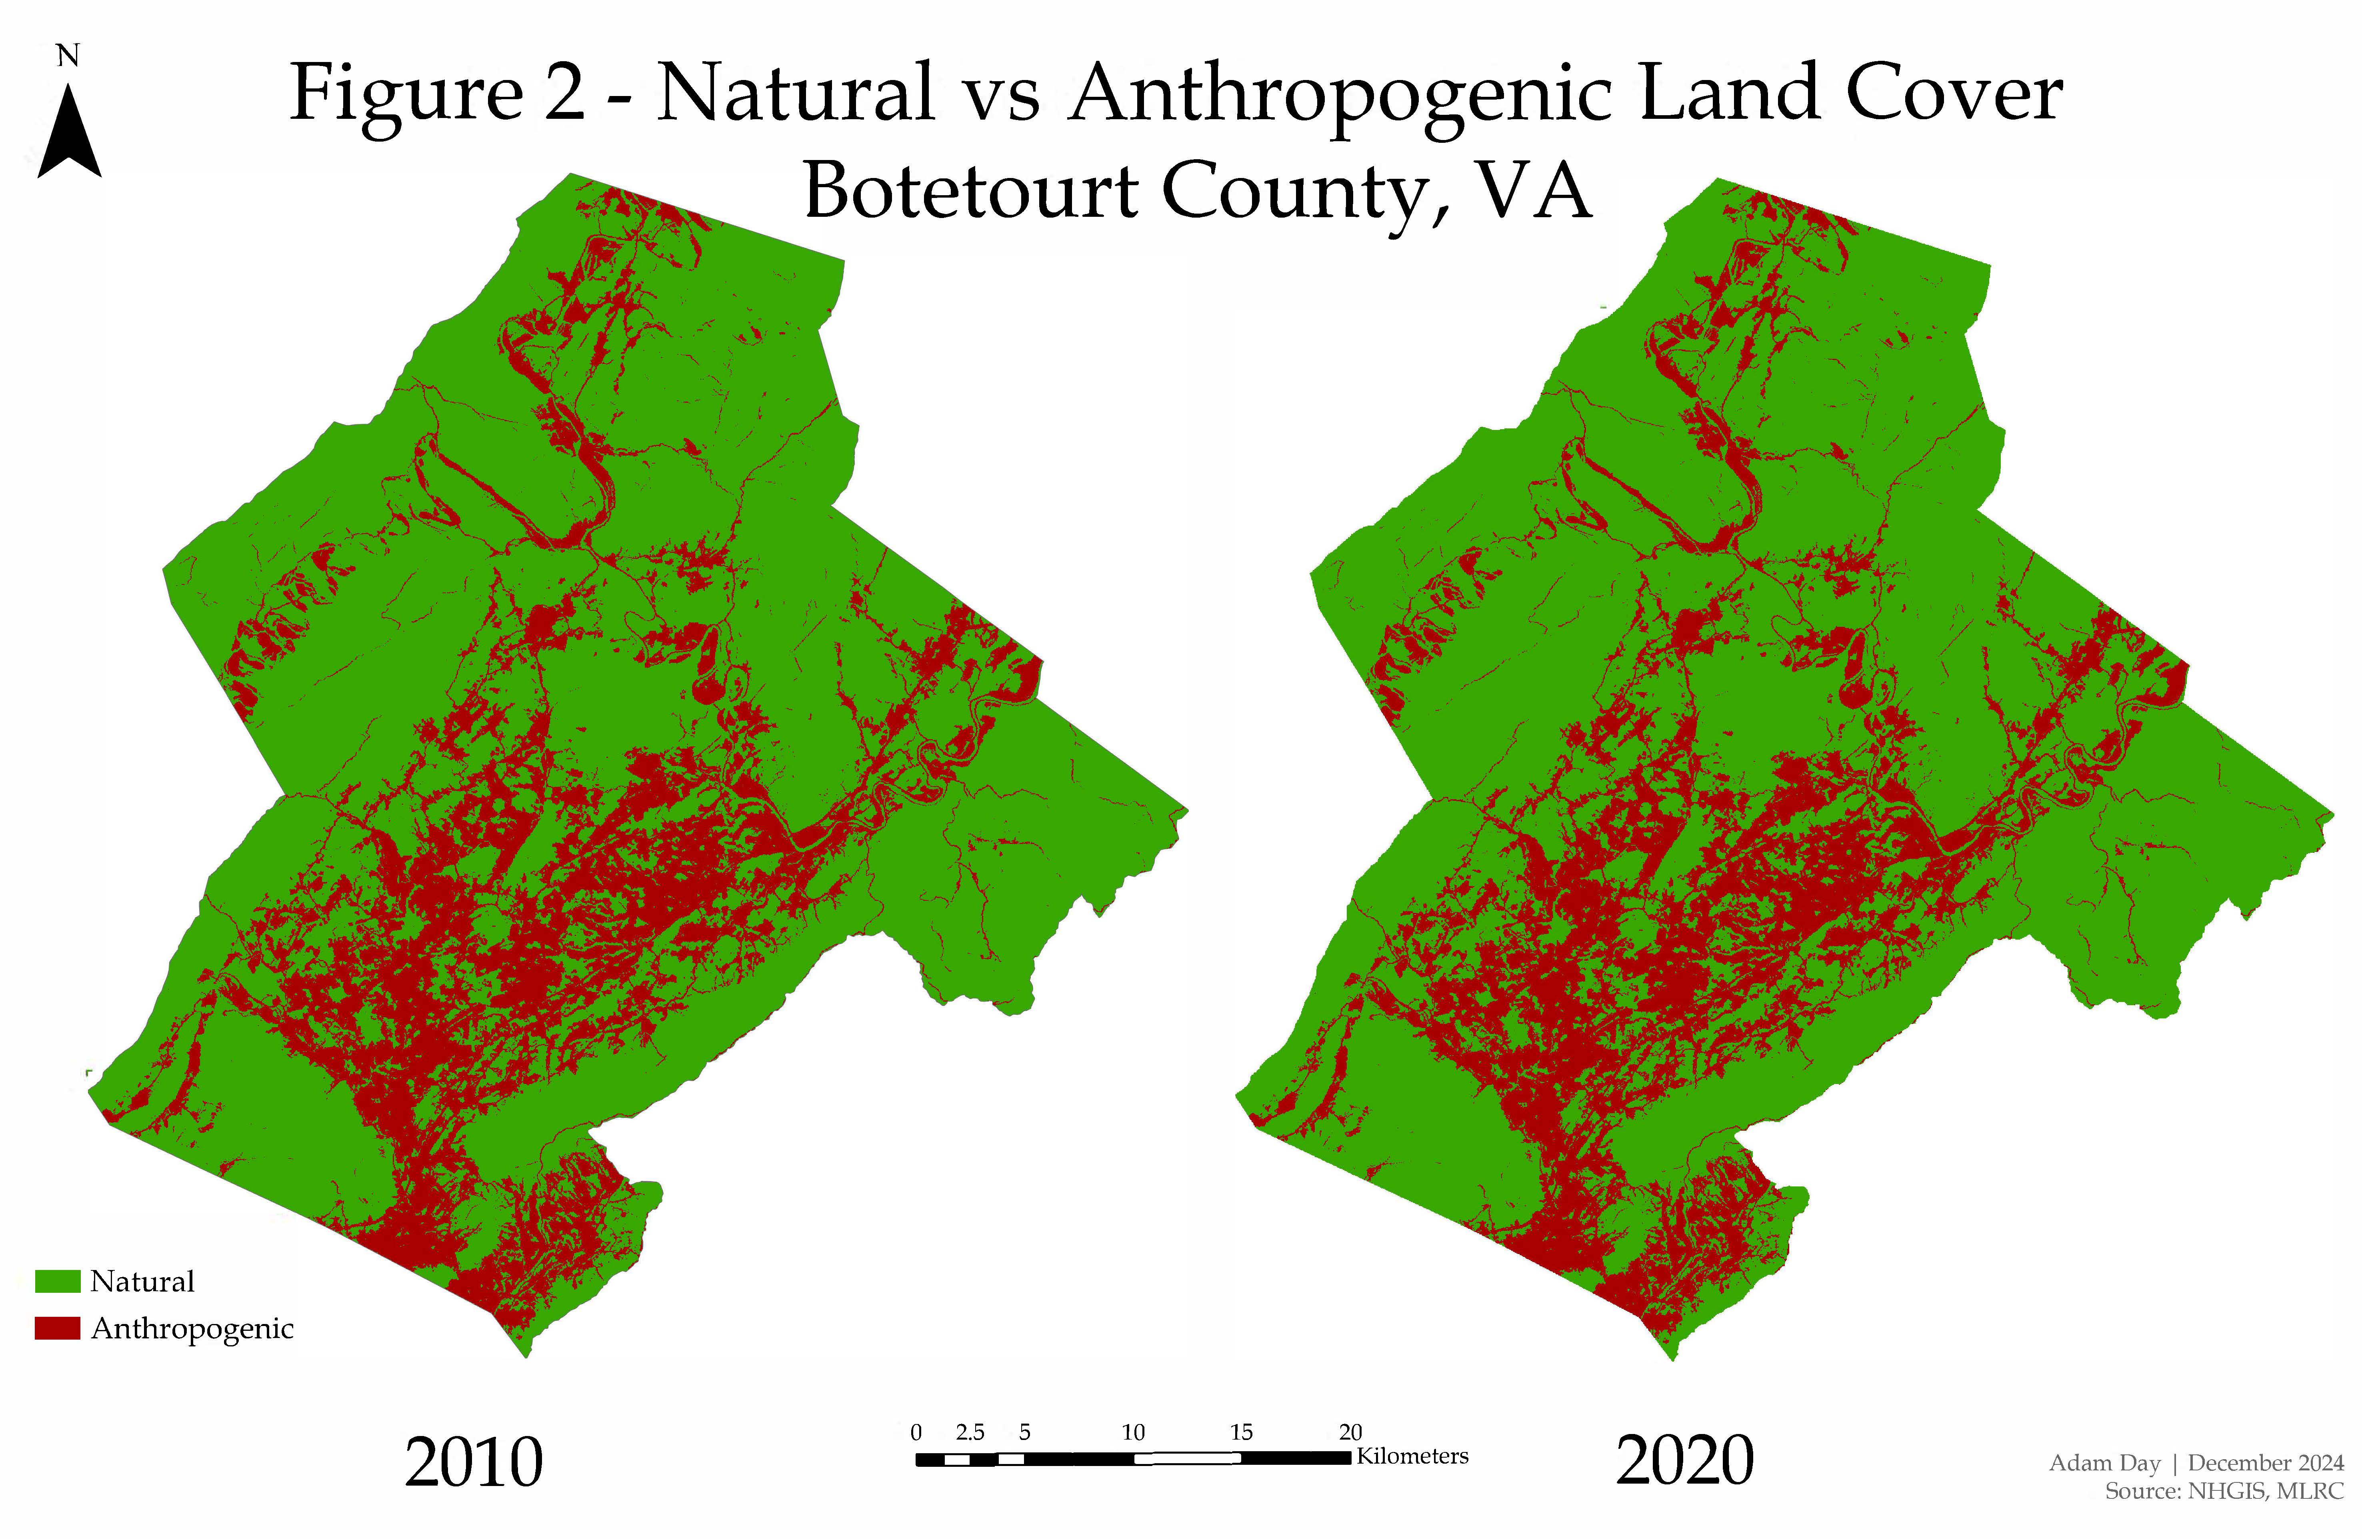 N
Figure 2 - Natural vs Anthropogenic Land Cover
Botetourt County, VA
Natural
Anthropogenic
2010
0 2.5 5 10 15 20
Kilometers
2020
Adam Day | December 2024
Source: NHGIS, MLRC